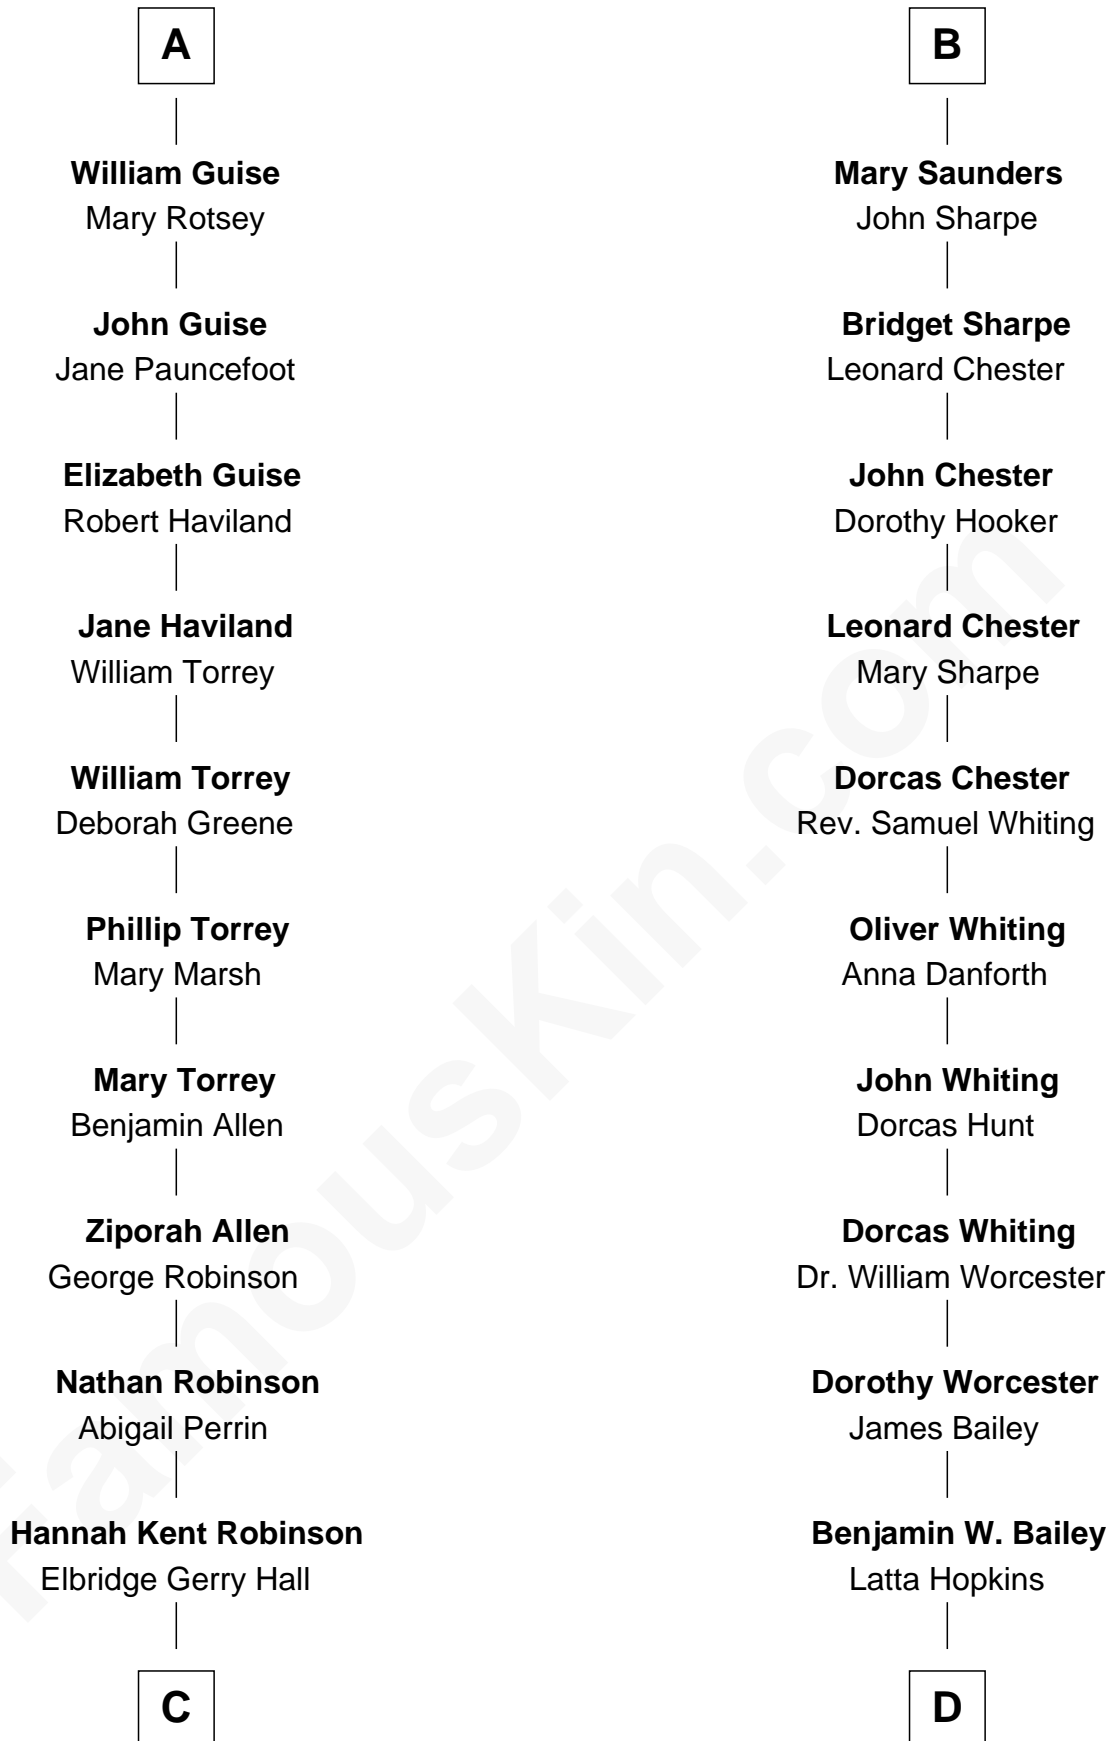 A
William Guise
Mary Rotsey
John Guise
Jane Pauncefoot
Elizabeth Guise
Robert Haviland
Jane Haviland
William Torrey
William Torrey
Deborah Greene
Phillip Torrey
Mary Marsh
Mary Torrey
Benjamin Allen
Ziporah Allen
George Robinson
Nathan Robinson
Abigail Perrin
Hannah Kent Robinson
Elbridge Gerry Hall
C
B
Mary Saunders
John Sharpe
Bridget Sharpe
Leonard Chester
John Chester
Dorothy Hooker
Leonard Chester
Mary Sharpe
Dorcas Chester
Rev. Samuel Whiting
Oliver Whiting
Anna Danforth
John Whiting
Dorcas Hunt
Dorcas Whiting
Dr. William Worcester
Dorothy Worcester
James Bailey
Benjamin W. Bailey
Latta Hopkins
D
FamousKin.com